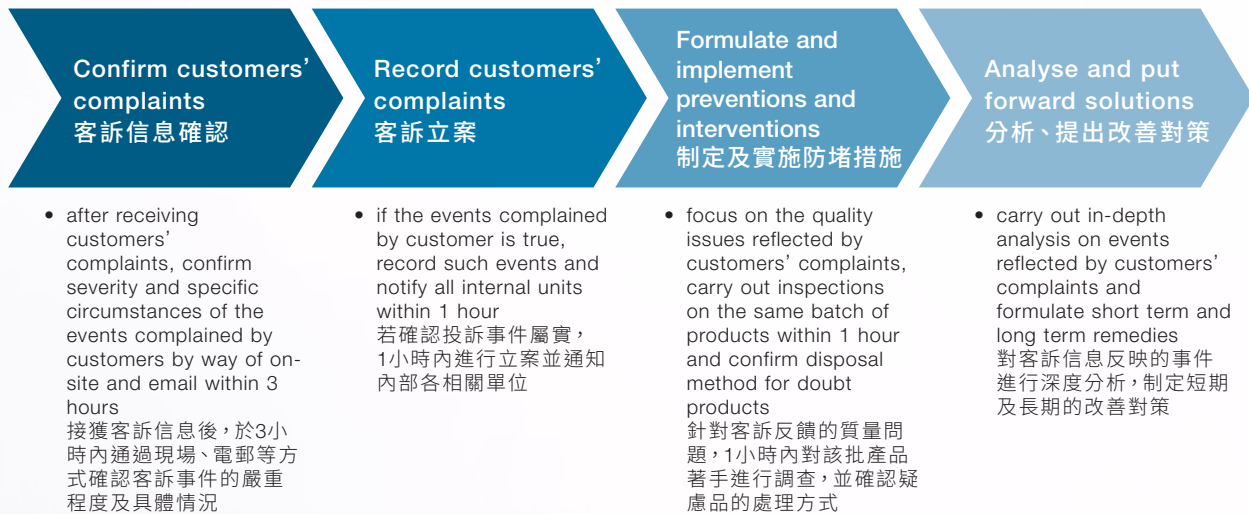 Confirm customers’
complaints
客訴信息確認
Record customers’
complaints
客訴立案
Formulate and
implement
preventions and
interventions
制定及實施防堵措施
Analyse and put
forward solutions
分析、提出改善對策
• after receiving
customers’
complaints, confirm
severity and specific
circumstances of the
events complained by
customers by way of on-
site and email within 3
hours
接獲客訴信息後，於3小
時內通過現場、電郵等方
式確認客訴事件的嚴重
程度及具體情況
• if the events complained
by customer is true,
record such events and
notify all internal units
within 1 hour
若確認投訴事件屬實，
1小時內進行立案並通知
內部各相關單位
• focus on the quality
issues reflected by
customers’ complaints,
carry out inspections
on the same batch of
products within 1 hour
and confirm disposal
method for doubt
products
針對客訴反饋的質量問
題，1小時內對該批產品
著手進行調查，並確認疑
慮品的處理方式
• carry out in-depth
analysis on events
reflected by customers’
complaints and
formulate short term and
long term remedies
對客訴信息反映的事件
進行深度分析，制定短期
及長期的改善對策